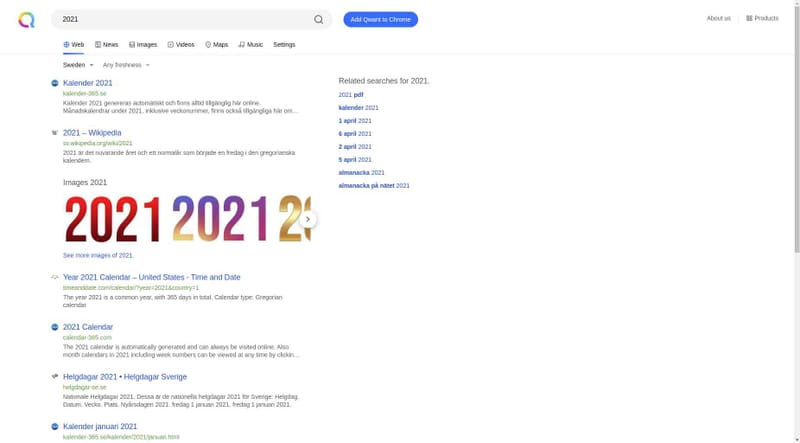 2021
Add Qwant to Chrome
About us
Products
Web
News
Images
Videos
Maps
Music
Settings
Sweden
Any freshness
Kalender 2021
kalender-365.se
Kalender 2021 genereras automatiskt och finns alltid tillgänglig här online.
Månadskalendrar under 2021, inklusive veckonummer, finns också tillgängliga här om...
2021 – Wikipedia
sv.wikipedia.org/wiki/2021
2021 är det nuvarande året och ett normalår som började en fredag i den gregorianska
kalendern.
Images 2021
2021 2021 20
See more images of 2021.
Year 2021 Calendar – United States - Time and Date
timeanddate.com/calendar/?year=2021&country=1
The year 2021 is a common year, with 365 days in total. Calendar type: Gregorian
calendar
2021 Calendar
calendar-365.com
The 2021 calendar is automatically generated and can always be visited online. Also
month calendars in 2021 including week numbers can be viewed at any time by clickin...
Helgdagar 2021 • Helgdagar Sverige
helgdagar-se.se
Nationale Helgdagar 2021. Dessa är de nationella helgdagar 2021 för Sverige: Helgdag.
Datum. Vecka. Plats. Nyårsdagen 2021. fredag 1 januari 2021. fredag 1 januari 2021.
Kalender januari 2021
kalender-365.se/kalender/2021/januari.html
Related searches for 2021.
2021 pdf
kalender 2021
1 april 2021
6 april 2021
2 april 2021
5 april 2021
almanacka 2021
almanacka på nätet 2021